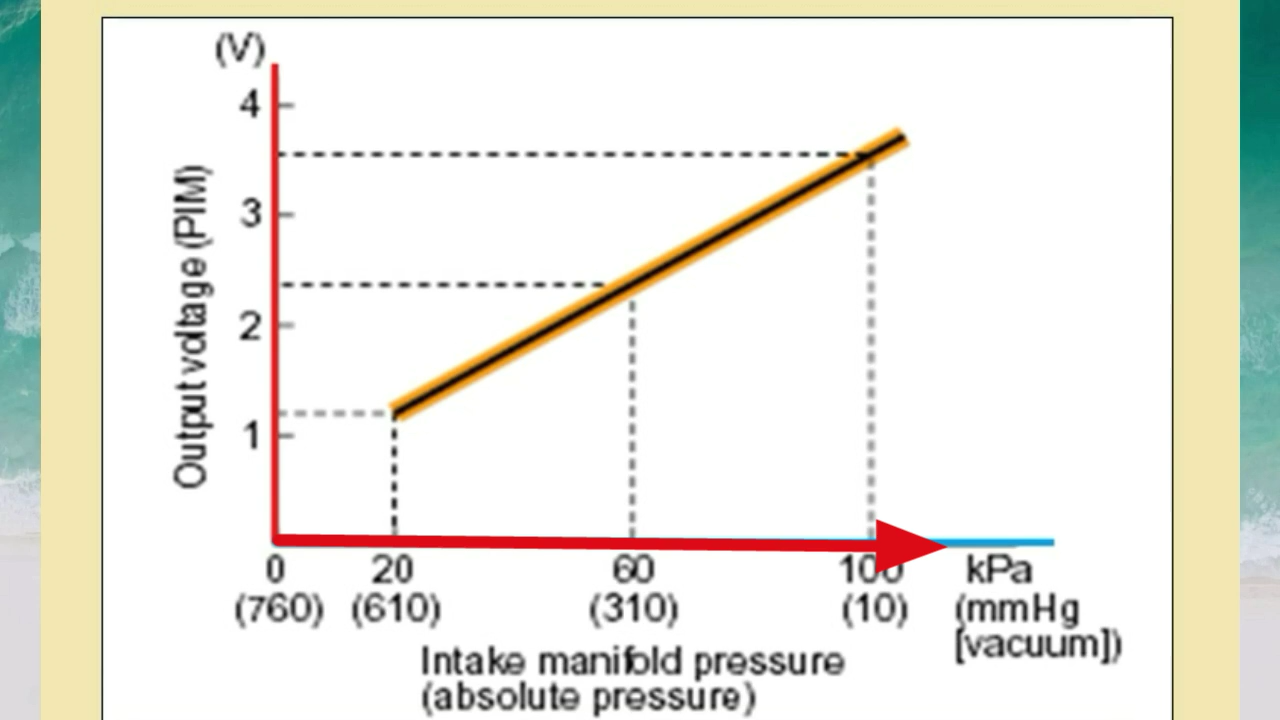 (V)
4
3
2
1
Output voltage (PIM)
0 20 60 100 kPa
(760) (610) (310) (10) (mmHg
[vacuum])
Intake manifold pressure
(absolute pressure)